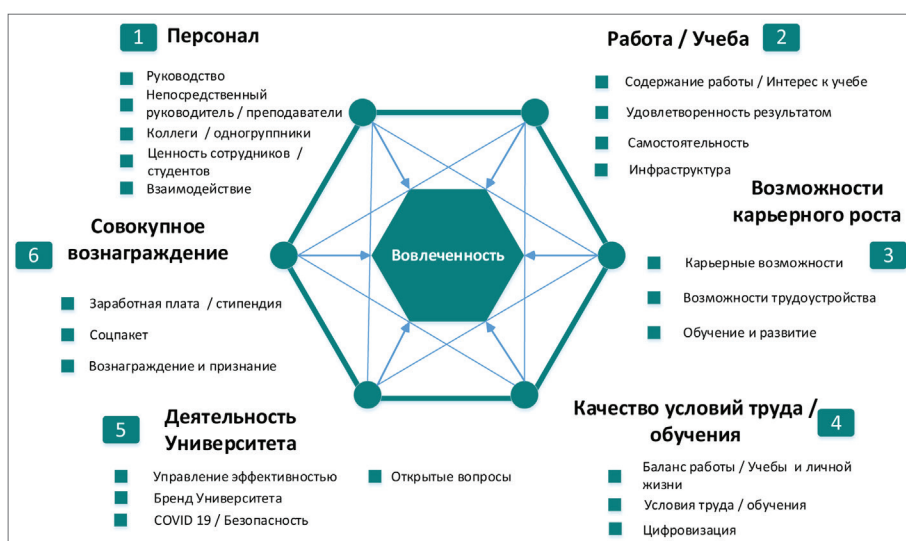 1 Персонал
Руководство
Непосредственный
руководитель / преподаватели
Коллеги / одногруппники
Ценность сотрудников /
студентов
Взаимодействие
Работа / Учеба 2
Содержание работы / Интерес к учебе
Удовлетворенность результатом
Самостоятельность
Инфраструктура
Возможности
карьерного роста
3
Карьерные возможности
Возможности трудоустройства
Обучение и развитие
Вовлеченность
6
Совокупное
вознаграждение
Заработная плата / стипендия
Соцпакет
Вознаграждение и признание
5
Деятельность
Университета
Управление эффективностью
Бренд Университета
COVID 19 / Безопасность
Открытые вопросы
Качество условий труда /
обучения
4
Баланс работы / Учебы и личной
жизни
Условия труда / обучения
Цифровизация